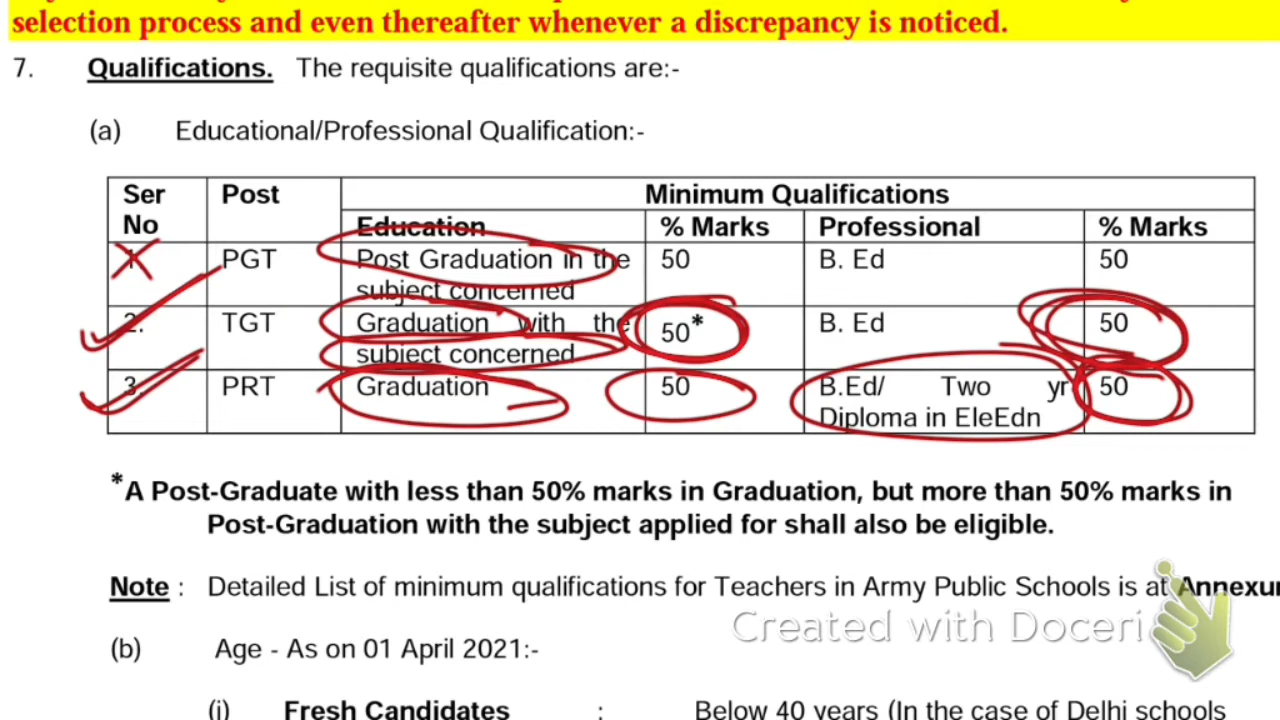 selection process and even thereafter whenever a discrepancy is noticed.
7. Qualifications. The requisite qualifications are:-
(a) Educational/Professional Qualification:-
Ser No Post Minimum Qualifications
Education % Marks Professional % Marks
1 PGT Post Graduation in the subject concerned 50 B. Ed 50
2. TGT Graduation with the subject concerned 50* B. Ed 50
3. PRT Graduation 50 B.Ed/ Two yr Diploma in EleEdn 50
*A Post-Graduate with less than 50% marks in Graduation, but more than 50% marks in
Post-Graduation with the subject applied for shall also be eligible.
Note : Detailed List of minimum qualifications for Teachers in Army Public Schools is at
Created with Doceri
(b) Age - As on 01 April 2021:-
(i) Fresh Candidates : Below 40 years (In the case of Delhi schools